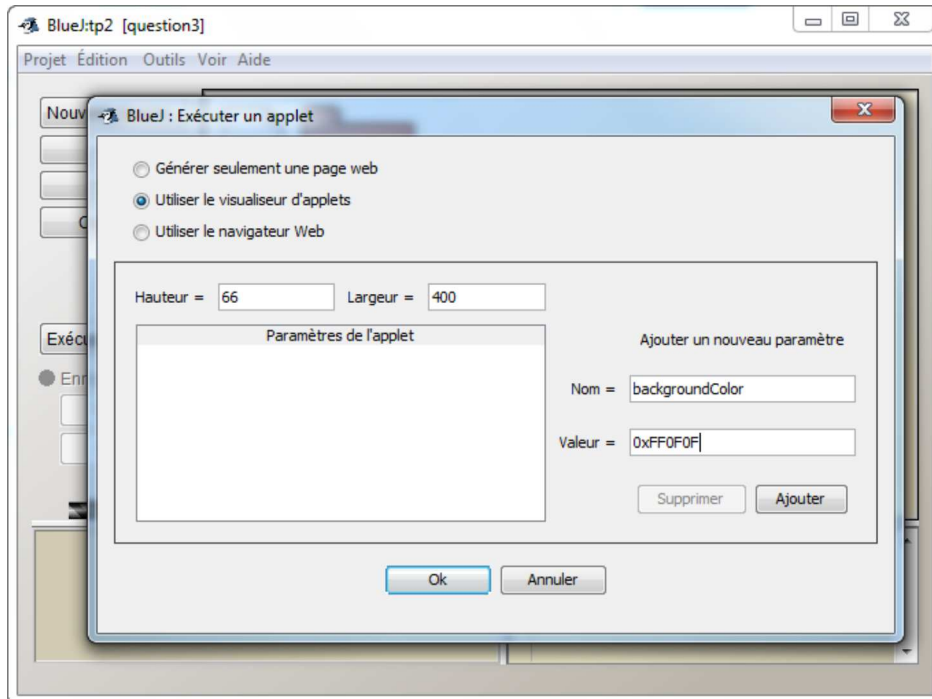 BlueJ:tp2 [question3]
Projet Édition Outils Voir Aide
Nouv
BlueJ : Exécuter un applet
Générer seulement une page web
Utiliser le visualiseur d'applets
Utiliser le navigateur Web
Hauteur = 66 Largeur = 400
Paramètres de l'applet
Ajouter un nouveau paramètre
Exécu
Enr
Nom = backgroundColor
Valeur = 0xFF0F0F
Supprimer Ajouter
Ok Annuler